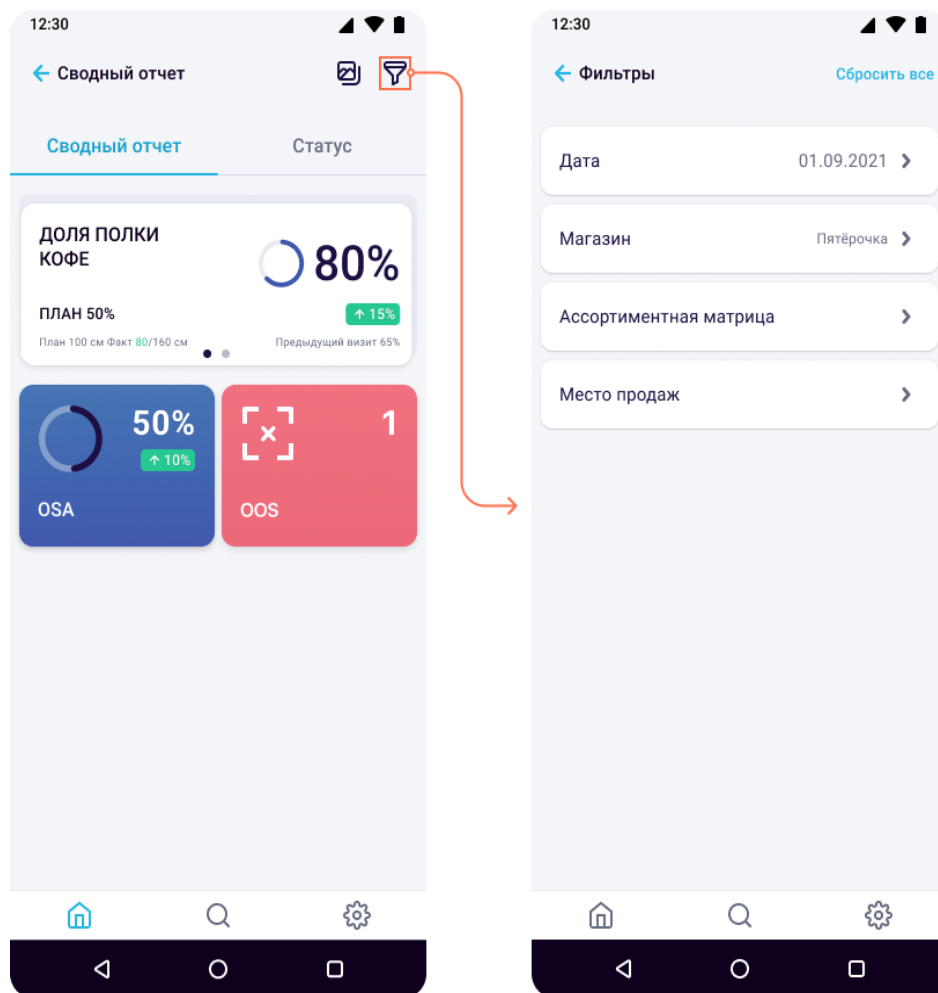 12:30
Сводный отчет
Сводный отчет
Статус
ДОЛЯ ПОЛКИ
КОФЕ
80%
ПЛАН 50%
↑ 15%
План 100 см Факт 80/160 см
Предыдущий визит 65%
50%
↑ 10%
OSA
1
OOS
12:30
Фильтры
Сбросить все
Дата
01.09.2021
Магазин
Пятёрочка
Ассортиментная матрица
Место продаж